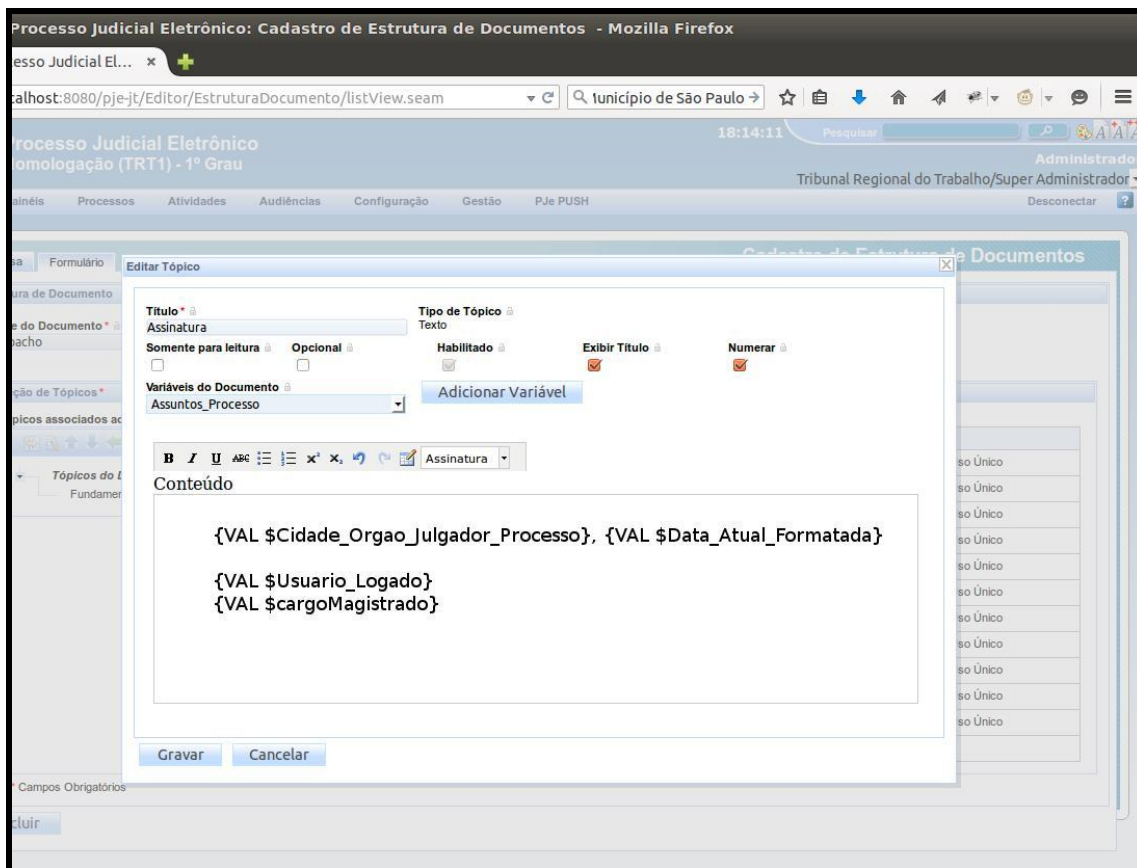 Processo Judicial Eletrônico: Cadastro de Estrutura de Documentos - Mozilla Firefox
esso Judicial El... ×
calhost:8080/pje-jt/Editor/EstruturaDocumento/listView.seam
lunicípio de São Paulo
rocesso Judicial Eletrônico
18:14:11
Pesquisar
A A+ A++
omologação (TRT1) - 1º Grau
Administrado
Tribunal Regional do Trabalho/Super Administrador
ainéis Processos Atividades Audiências Configuração Gestão PJe PUSH Desconectar ?
sa Formulário
Cadastro de Estrutura de Documentos
Editar Tópico
ura de Documento
e do Documento *
pacho
Título * Tipo de Tópico
Assinatura Texto
Somente para leitura Opcional Habilitado Exibir Título Numerar
Variáveis do Documento
Assuntos_Processo Adicionar Variável
ção de Tópicos *
picos associados ao
Tópicos do D
Fundamen
B I U ABC x² x₂ Assinatura
Conteúdo
{VAL $Cidade_Orgao_Julgador_Processo}, {VAL $Data_Atual_Formatada}
{VAL $Usuario_Logado}
{VAL $cargoMagistrado}
so Único
so Único
so Único
so Único
so Único
so Único
so Único
so Único
so Único
so Único
so Único
Gravar Cancelar
* Campos Obrigatórios
cluir